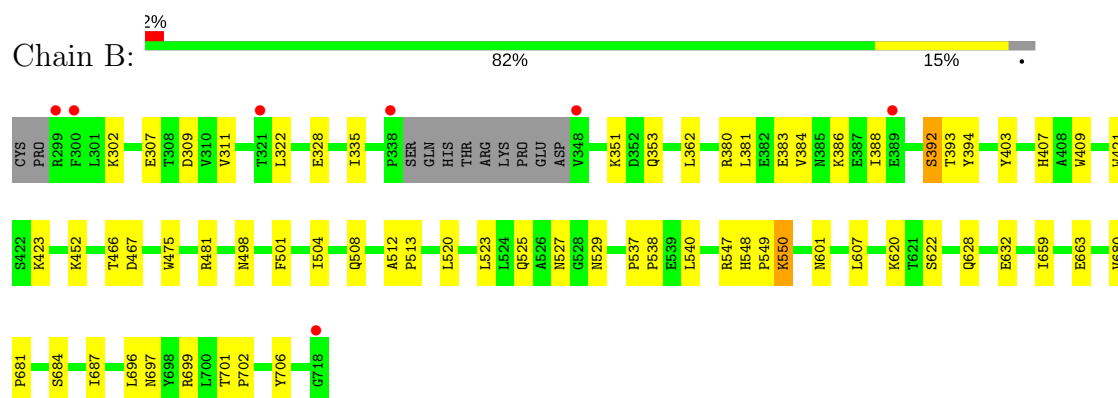 2%
Chain B:
82% 15% •
CYS PRO R299 F300 L301 K302 E307 T308 D309 V310 V311 T321 L322 E328 I335 P338 SER GLN HIS THR ARG LYS PRO GLU ASP V348 K351 D352 Q353 L362 R380 L381 E382 E383 V384 N385 K386 E387 I388 E389 S392 T393 Y394 Y403 H407 A408 W409
S422 K423 K452 T466 D467 W475 R481 N498 F501 I504 Q508 A512 P513 L520 L523 L524 Q525 A526 N527 G528 N529 P537 P538 E539 L540 R547 H548 P549 K550 N601 L607 K620 T621 S622 Q628 E632 I659 E663
P681 S684 I687 L696 N697 Y698 R699 L700 T701 P702 Y706 G718